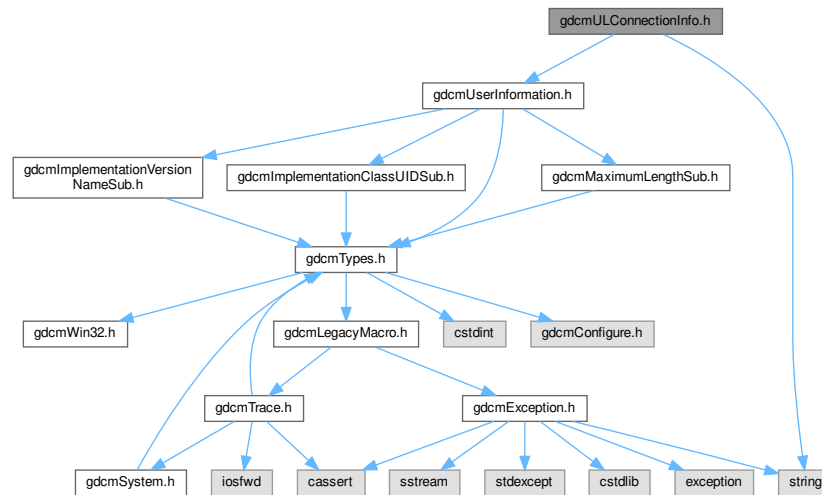 gdcmULConnectionInfo.h
gdcmUserInformation.h
gdcmImplementationVersion
NameSub.h
gdcmImplementationClassUIDSub.h
gdcmMaximumLengthSub.h
gdcmTypes.h
gdcmWin32.h
gdcmLegacyMacro.h
cstdint
gdcmConfigure.h
gdcmTrace.h
gdcmException.h
gdcmSystem.h
iosfwd
cassert
sstream
stdexcept
cstdlib
exception
string